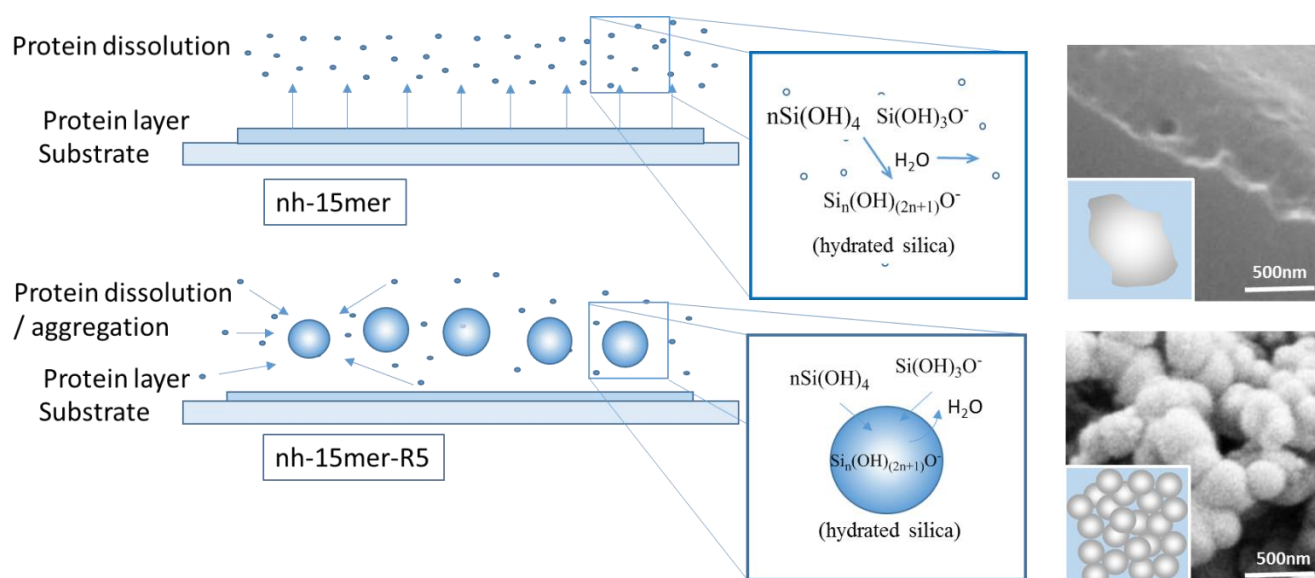 Protein dissolution
Protein layer
Substrate
nh-15mer
nSi(OH)₄ Si(OH)₃O⁻
H₂O
Siₙ(OH)₍₂ₙ₊₁₎O⁻
(hydrated silica)
500nm
Protein dissolution
/ aggregation
Protein layer
Substrate
nh-15mer-R5
nSi(OH)₄
Si(OH)₃O⁻
H₂O
Siₙ(OH)₍₂ₙ₊₁₎O⁻
(hydrated silica)
500nm